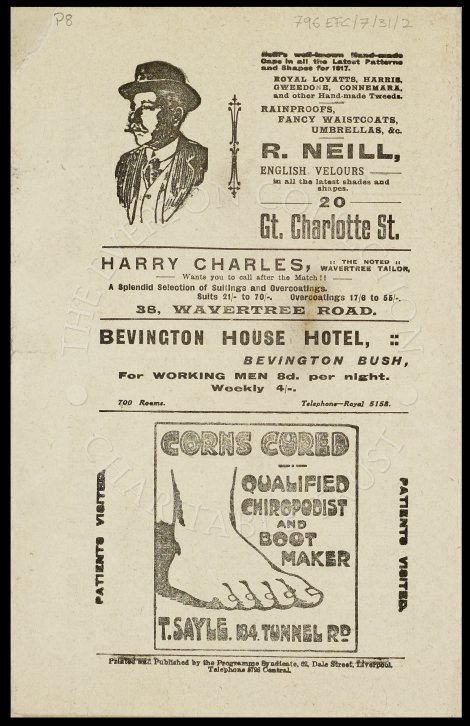 P8
796 EFC/7/31/2
Neill's well-known Hand-made
Caps in all the Latest Patterns
and Shapes for 1917.
ROYAL LOVATTS, HARRIS,
GWEEDONE, CONNEMARA,
and other Hand-made Tweeds.
RAINPROOFS,
FANCY WAISTCOATS,
UMBRELLAS, &c.
R. NEILL,
ENGLISH VELOURS
in all the latest shades and
shapes.
20
Gt. Charlotte St.
HARRY CHARLES, :: THE NOTED ::
WAVERTREE TAILOR,
Wants you to call after the Match!!
A Splendid Selection of Suitings and Overcoatings.
Suits 21/- to 70/-. Overcoatings 17/6 to 55/-.
38, WAVERTREE ROAD.
BEVINGTON HOUSE HOTEL, ::
BEVINGTON BUSH,
For WORKING MEN 8d. per night.
Weekly 4/-.
700 Rooms. Telephone—Royal 5158.
CORNS CURED
QUALIFIED
CHIROPODIST
AND
BOOT
MAKER
T. SAYLE. 184. TUNNEL RD
PATIENTS VISITED
PATIENTS VISITED.
Printed and Published by the Programme Syndicate, 62, Dale Street, Liverpool.
Telephone 8795 Central.